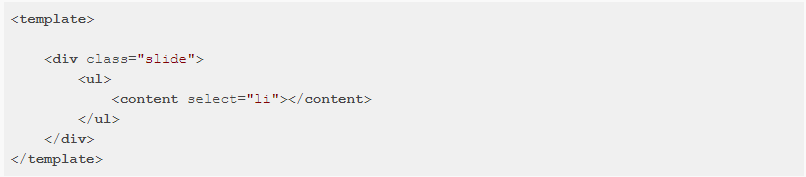 <template>
<div class="slide">
<ul>
<content select="li"></content>
</ul>
</div>
</template>